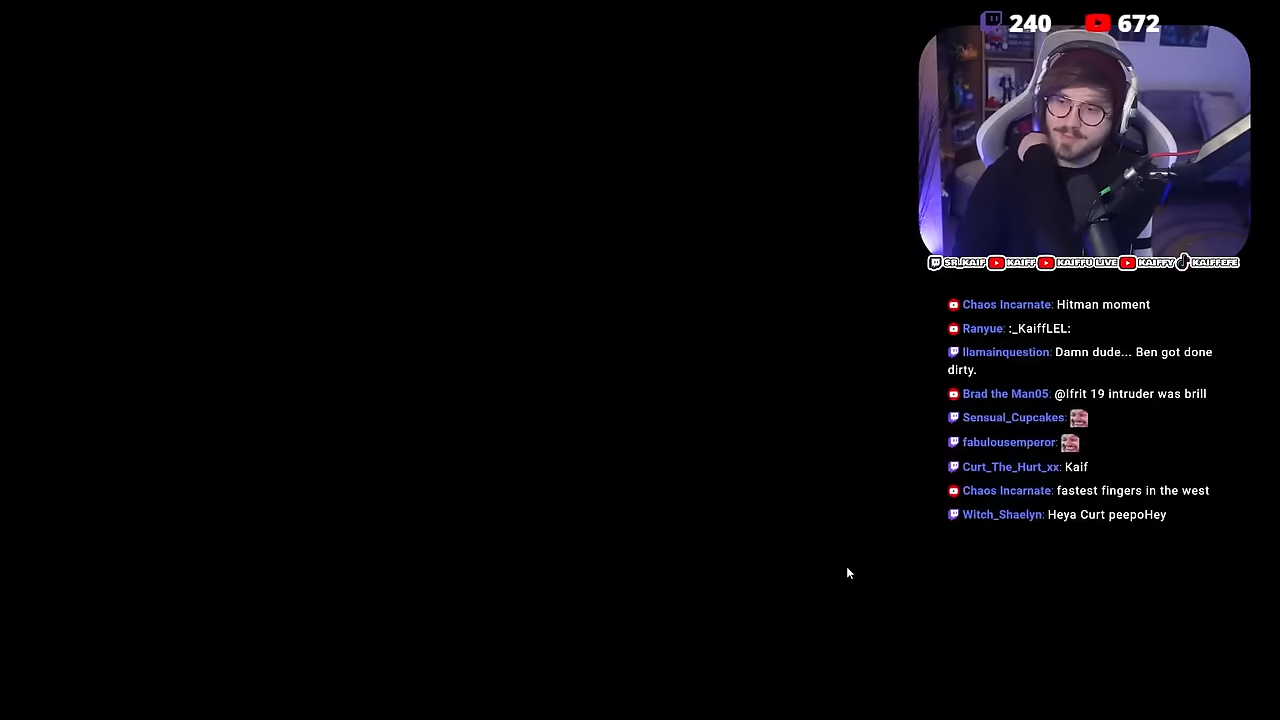 240 672
SR_KAIF KAIFF KAIFFU LIVE KAIFFY KAIFFEFE
Chaos Incarnate: Hitman moment
Ranyue: :_KaiffLEL:
llamainquestion: Damn dude... Ben got done
dirty.
Brad the Man05: @Ifrit 19 intruder was brill
Sensual_Cupcakes:
fabulousemperor:
Curt_The_Hurt_xx: Kaif
Chaos Incarnate: fastest fingers in the west
Witch_Shaelyn: Heya Curt peepoHey